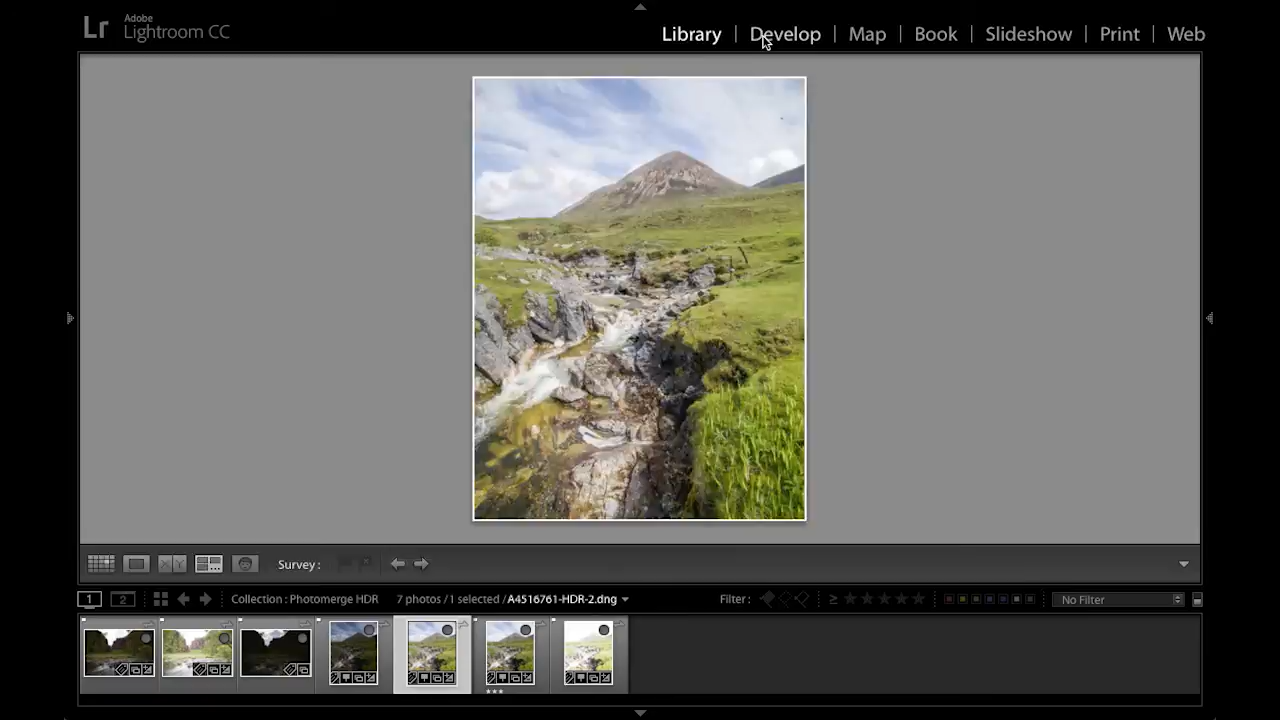 Lr Adobe Lightroom CC
Library | Develop | Map | Book | Slideshow | Print | Web
XY Survey :
1 2 Collection : Photomerge HDR 7 photos / 1 selected / A4516761-HDR-2.dng Filter : ≥ ★★★★★ No Filter
★★★